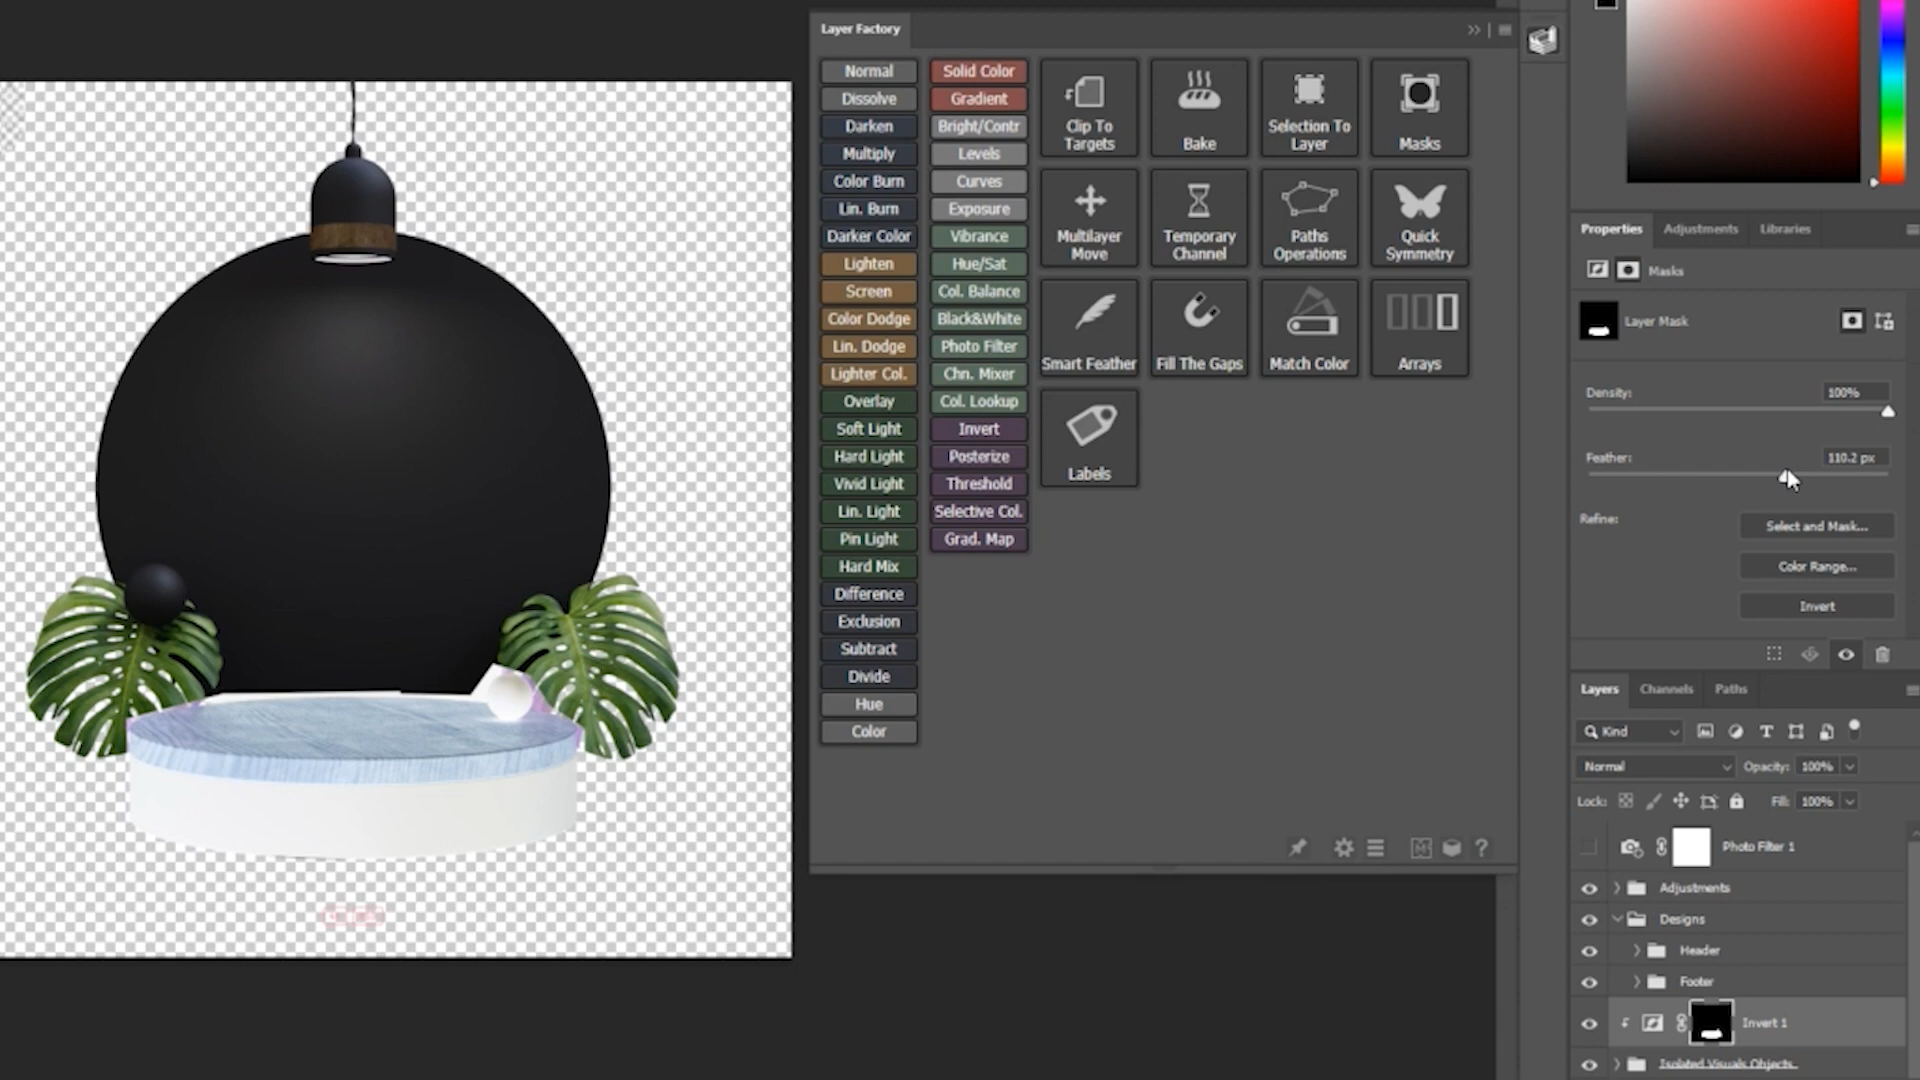 Layer Factory
Normal
Dissolve
Darken
Multiply
Color Burn
Lin. Burn
Darker Color
Lighten
Screen
Color Dodge
Lin. Dodge
Lighter Col.
Overlay
Soft Light
Hard Light
Vivid Light
Lin. Light
Pin Light
Hard Mix
Difference
Exclusion
Subtract
Divide
Hue
Color
Solid Color
Gradient
Bright/Contr
Levels
Curves
Exposure
Vibrance
Hue/Sat
Col. Balance
Black&White
Photo Filter
Chn. Mixer
Col. Lookup
Invert
Posterize
Threshold
Selective Col.
Grad. Map
Clip To
Targets
Bake
Selection To
Layer
Masks
Multilayer
Move
Temporary
Channel
Paths
Operations
Quick
Symmetry
Smart Feather
Fill The Gaps
Match Color
Arrays
Labels
?
Properties Adjustments Libraries
Masks
Layer Mask
Density: 100%
Feather: 110.2 px
Refine:
Select and Mask...
Color Range...
Invert
Layers Channels Paths
Kind
Normal Opacity: 100%
Lock: Fill: 100%
Photo Filter 1
Adjustments
Designs
Header
Footer
Invert 1
Isolated Visuals Objects